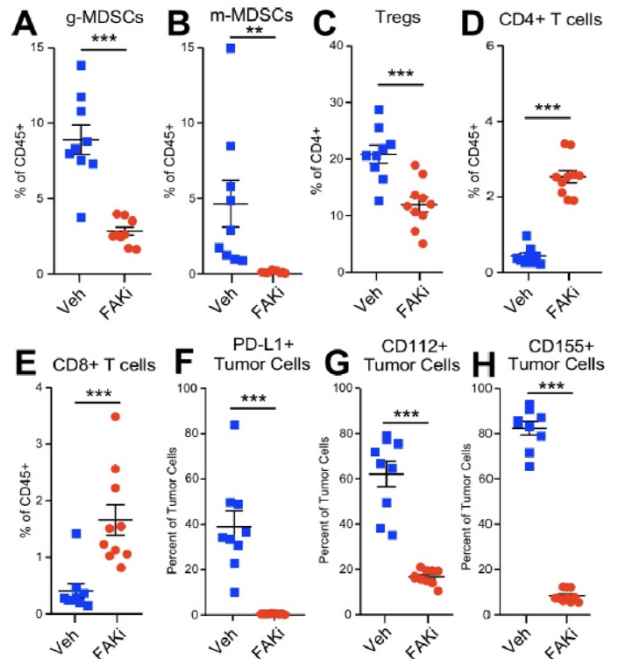 A g-MDSCs
***
15
10
5
0
% of CD45+
Veh FAKi
B m-MDSCs
**
15
10
5
0
% of CD45+
Veh FAKi
C Tregs
***
40
30
20
10
0
% of CD4+
Veh FAKi
D CD4+ T cells
***
6
4
2
0
% of CD45+
Veh FAKi
E CD8+ T cells
***
4
3
2
1
0
% of CD45+
Veh FAKi
F PD-L1+
Tumor Cells
***
100
80
60
40
20
0
Percent of Tumor Cells
Veh FAKi
G CD112+
Tumor Cells
***
100
80
60
40
20
0
Percent of Tumor Cells
Veh FAKi
H CD155+
Tumor Cells
***
100
80
60
40
20
0
Percent of Tumor Cells
Veh FAKi